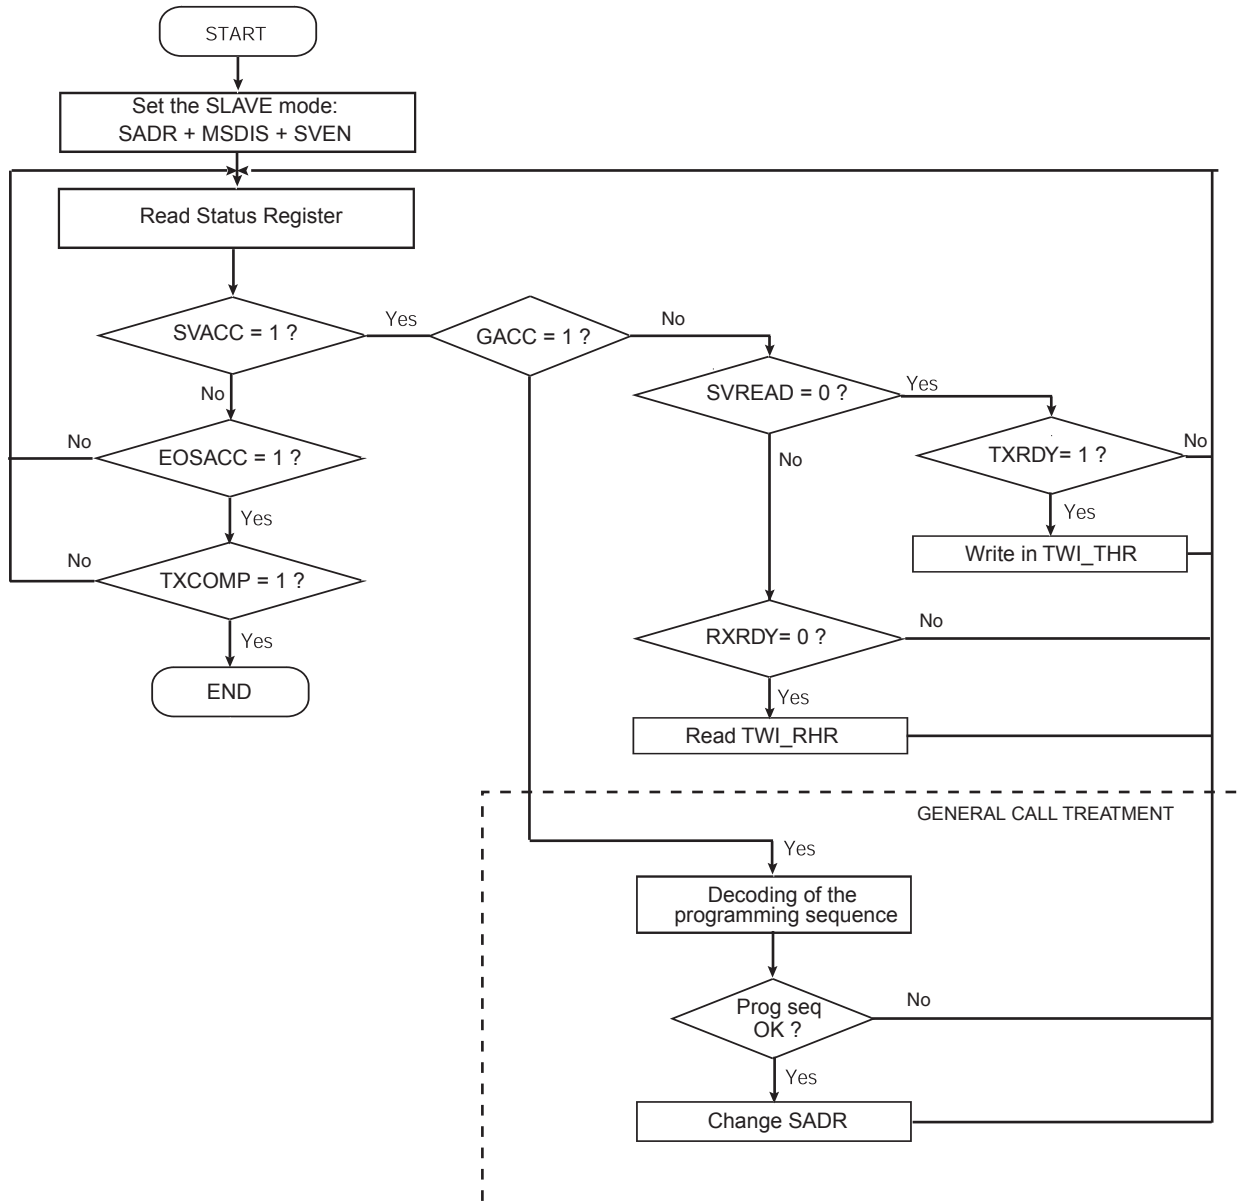 START
Set the SLAVE mode:
SADR + MSDIS + SVEN
Read Status Register
SVACC = 1 ?
Yes
GACC = 1 ?
No
No
SVREAD = 0 ?
Yes
No
EOSACC = 1 ?
No
TXRDY= 1 ?
No
Yes
Yes
No
TXCOMP = 1 ?
Write in TWI_THR
Yes
RXRDY= 0 ?
No
END
Yes
Read TWI_RHR
GENERAL CALL TREATMENT
Yes
Decoding of the
programming sequence
Prog seq
OK ?
No
Yes
Change SADR